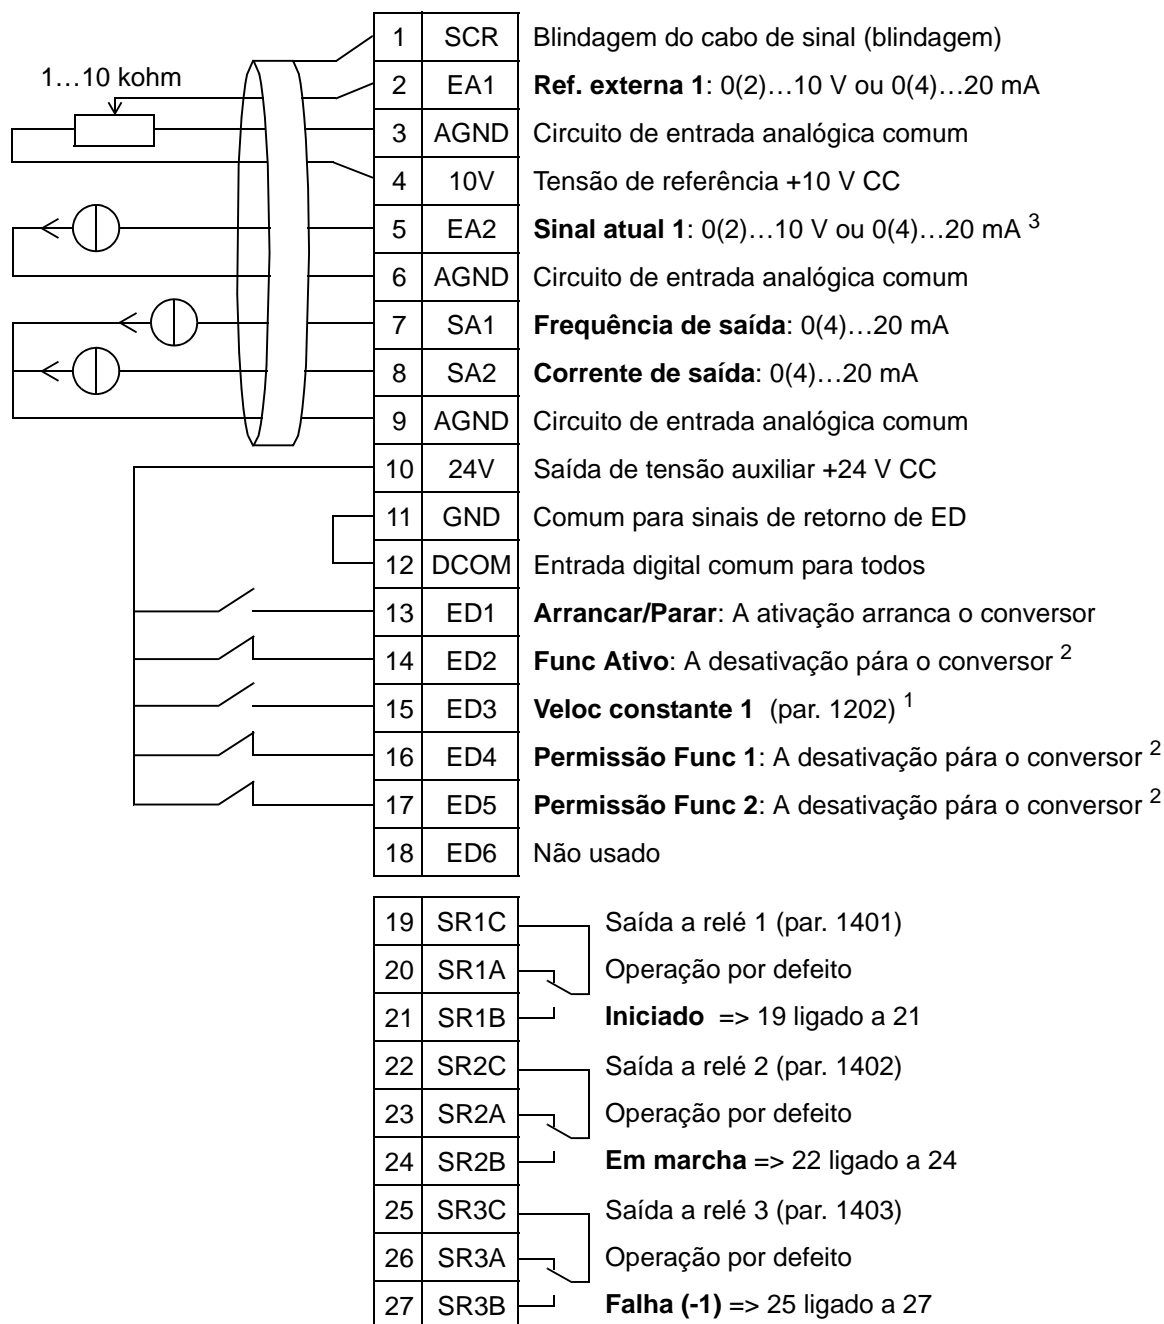 1 SCR Blindagem do cabo de sinal (blindagem)
1…10 kohm
2 EA1 Ref. externa 1: 0(2)…10 V ou 0(4)…20 mA
3 AGND Circuito de entrada analógica comum
4 10V Tensão de referência +10 V CC
5 EA2 Sinal atual 1: 0(2)…10 V ou 0(4)…20 mA 3
6 AGND Circuito de entrada analógica comum
7 SA1 Frequência de saída: 0(4)…20 mA
8 SA2 Corrente de saída: 0(4)…20 mA
9 AGND Circuito de entrada analógica comum
10 24V Saída de tensão auxiliar +24 V CC
11 GND Comum para sinais de retorno de ED
12 DCOM Entrada digital comum para todos
13 ED1 Arrancar/Parar: A ativação arranca o conversor
14 ED2 Func Ativo: A desativação pára o conversor 2
15 ED3 Veloc constante 1 (par. 1202) 1
16 ED4 Permissão Func 1: A desativação pára o conversor 2
17 ED5 Permissão Func 2: A desativação pára o conversor 2
18 ED6 Não usado
19 SR1C Saída a relé 1 (par. 1401)
20 SR1A Operação por defeito
21 SR1B Iniciado => 19 ligado a 21
22 SR2C Saída a relé 2 (par. 1402)
23 SR2A Operação por defeito
24 SR2B Em marcha => 22 ligado a 24
25 SR3C Saída a relé 3 (par. 1403)
26 SR3A Operação por defeito
27 SR3B Falha (-1) => 25 ligado a 27